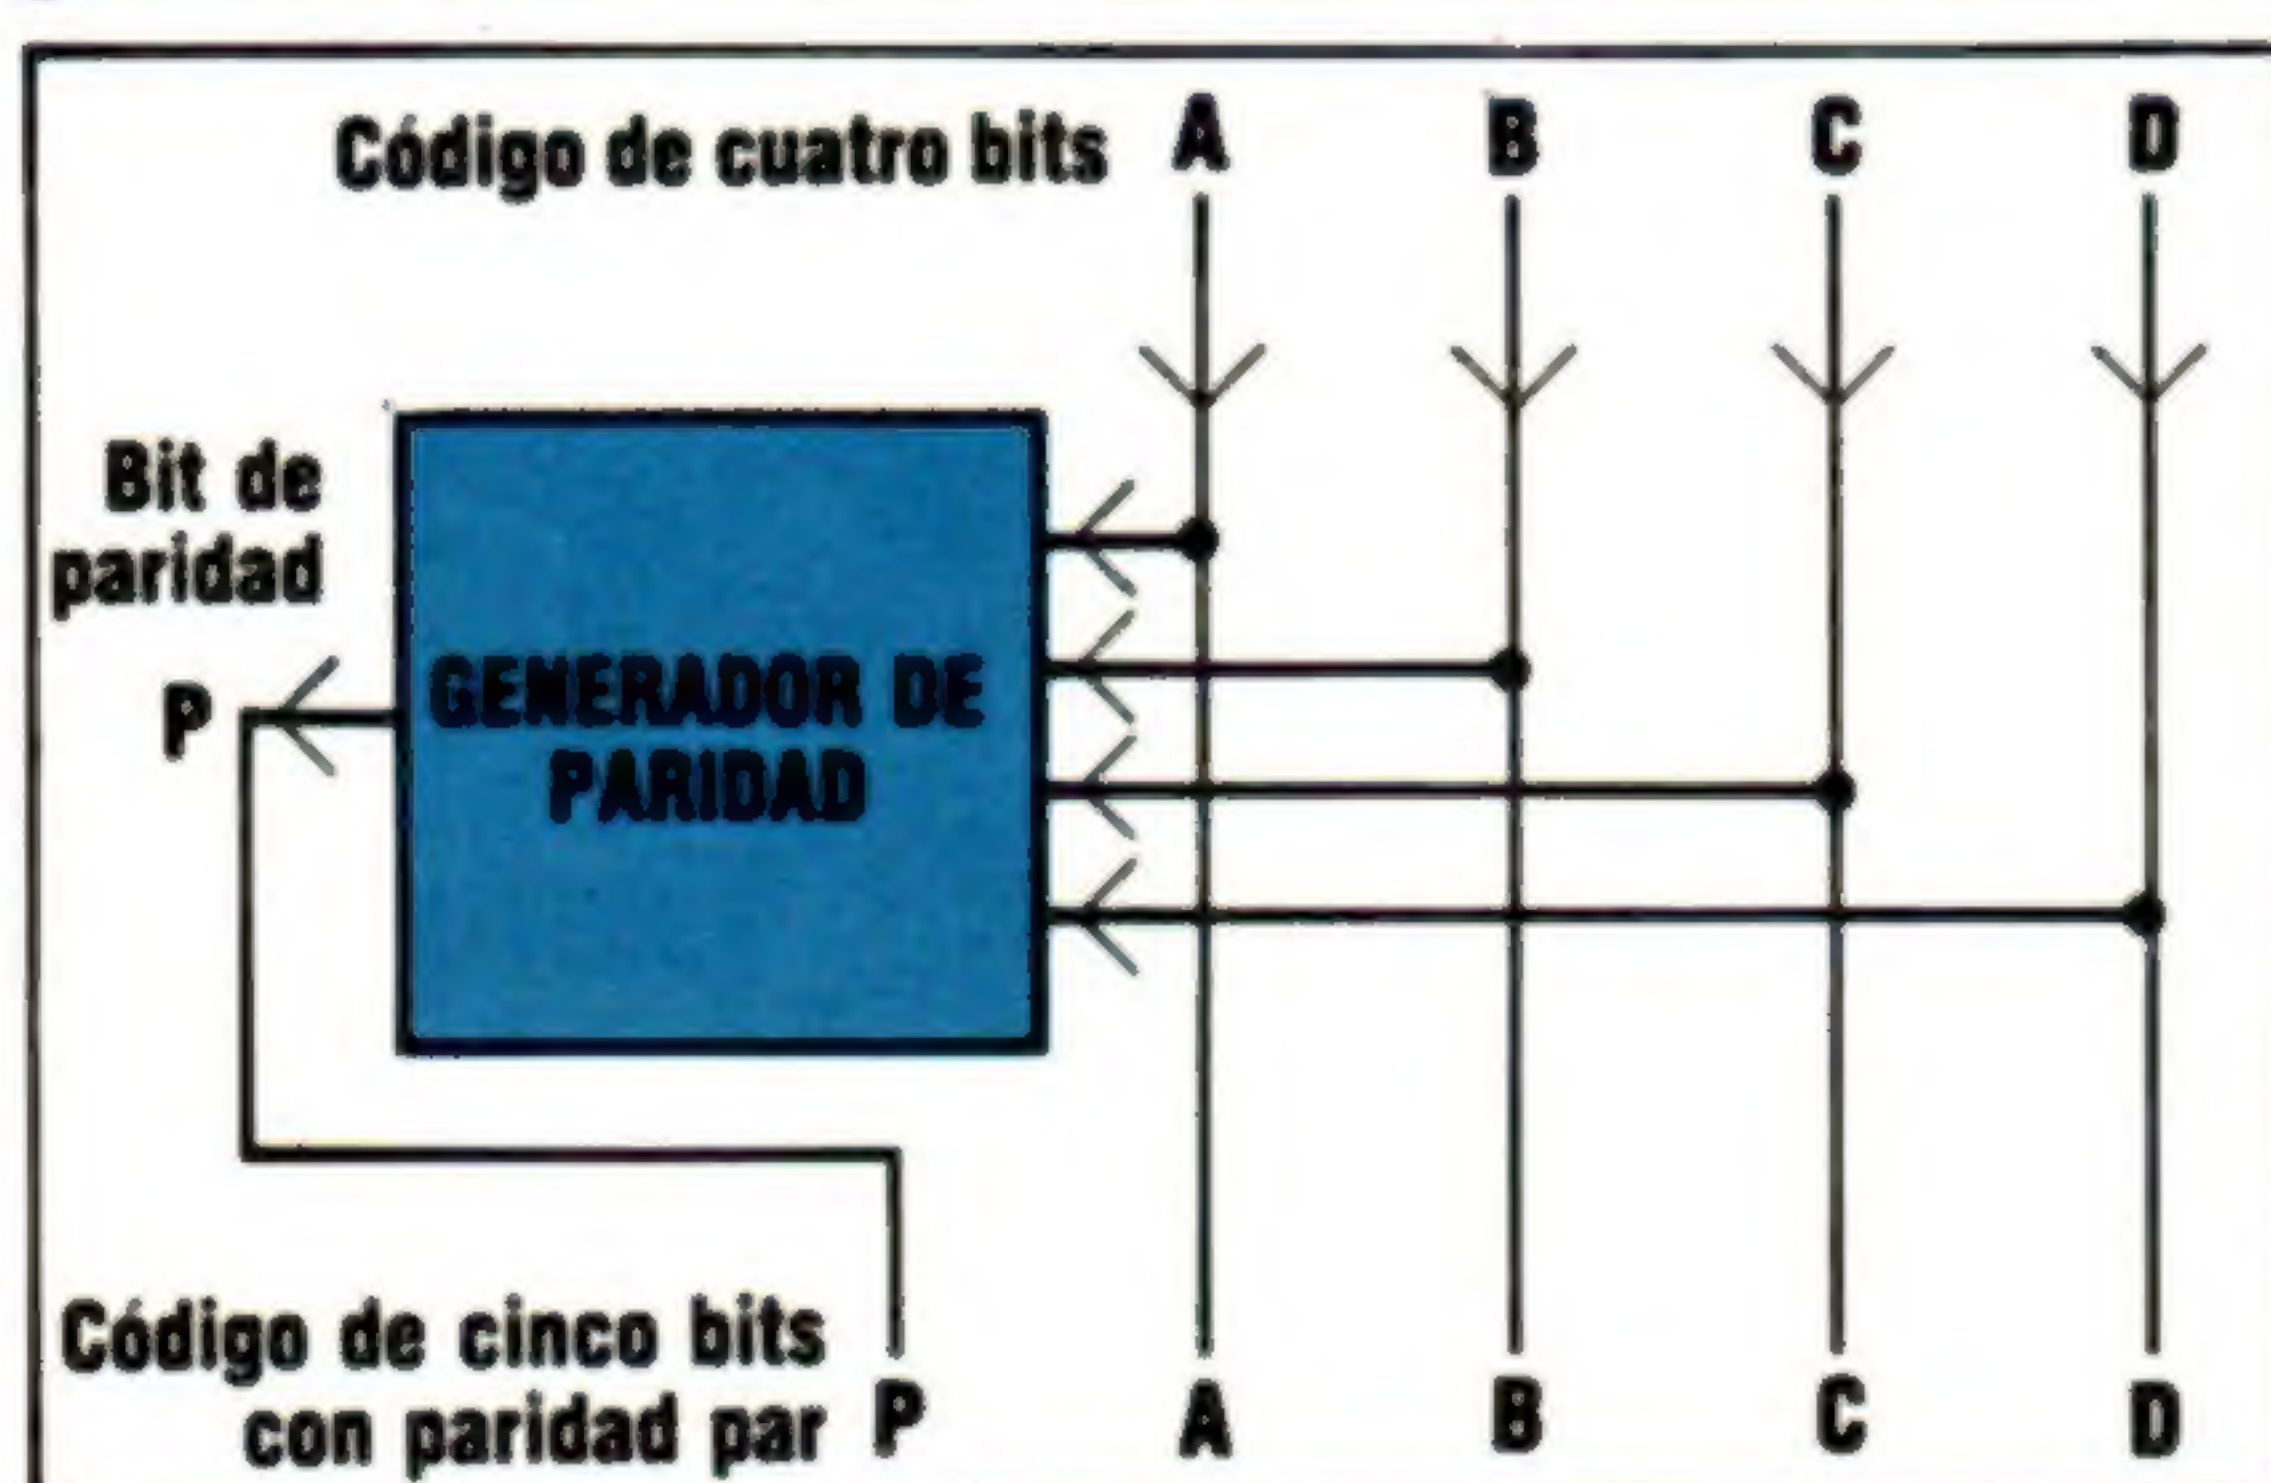 Código de cuatro bits A B C D
Bit de
paridad
P
GENERADOR DE
PARIDAD
Código de cinco bits
con paridad par P A B C D